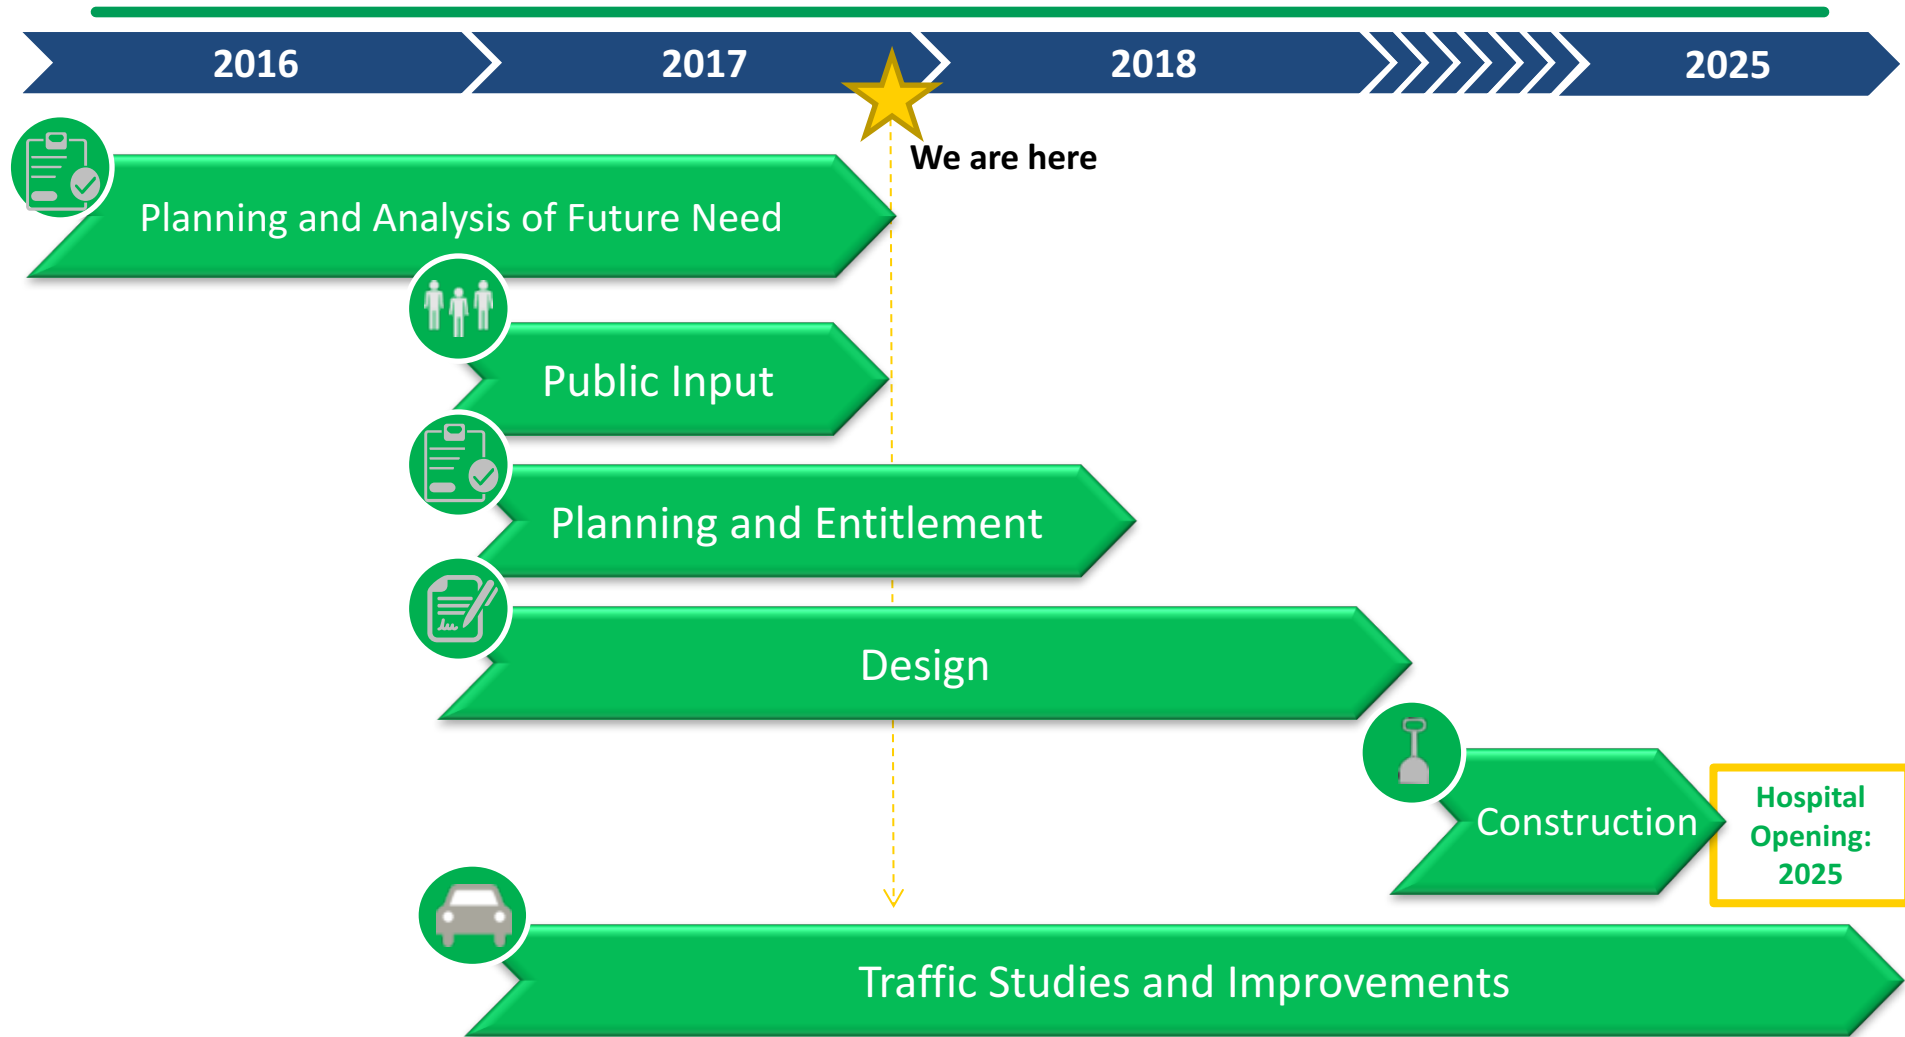 2016
2017
2018
2025
We are here
Planning and Analysis of Future Need
Public Input
Planning and Entitlement
Design
Construction
Hospital
Opening:
2025
Traffic Studies and Improvements